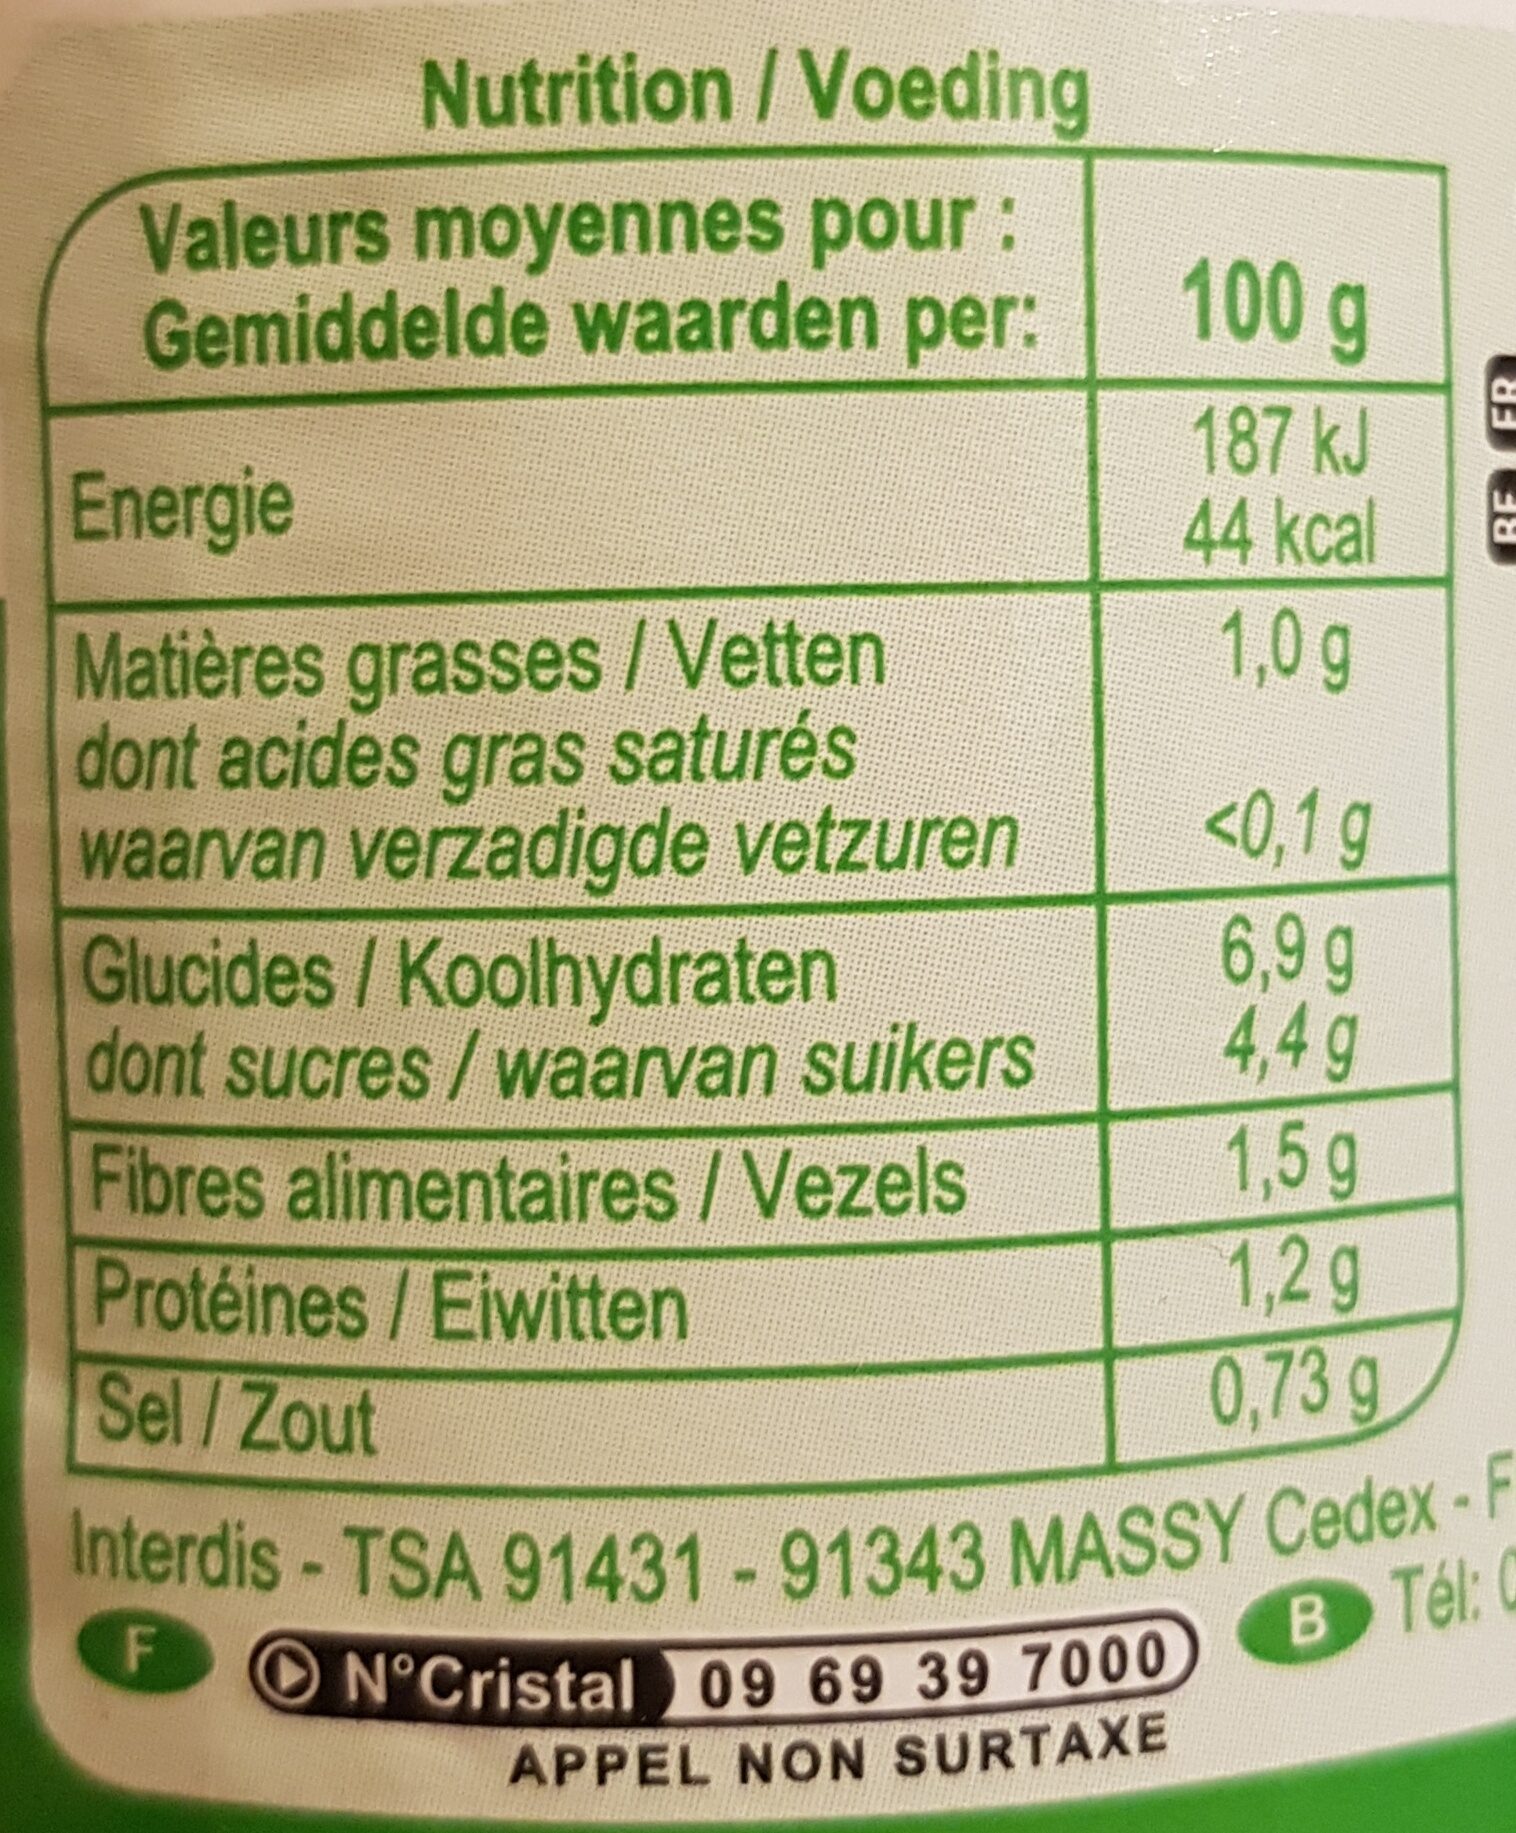 Nutrition / Voeding
Valeurs moyennes pour :
Gemiddelde waarden per:
100 g
Energie
187 kJ
44 kcal
Matières grasses / Vetten
1,0 g
dont acides gras saturés
waarvan verzadigde vetzuren
<0,1 g
Glucides / Koolhydraten
6,9 g
dont sucres / waarvan suikers
4,4 g
Fibres alimentaires / Vezels
1,5 g
Protéines / Eiwitten
1,2 g
Sel / Zout
0,73 g
Interdis - TSA 91431 - 91343 MASSY Cedex - F
F N°Cristal 09 69 39 7000 B Tél:
APPEL NON SURTAXE
BE FR